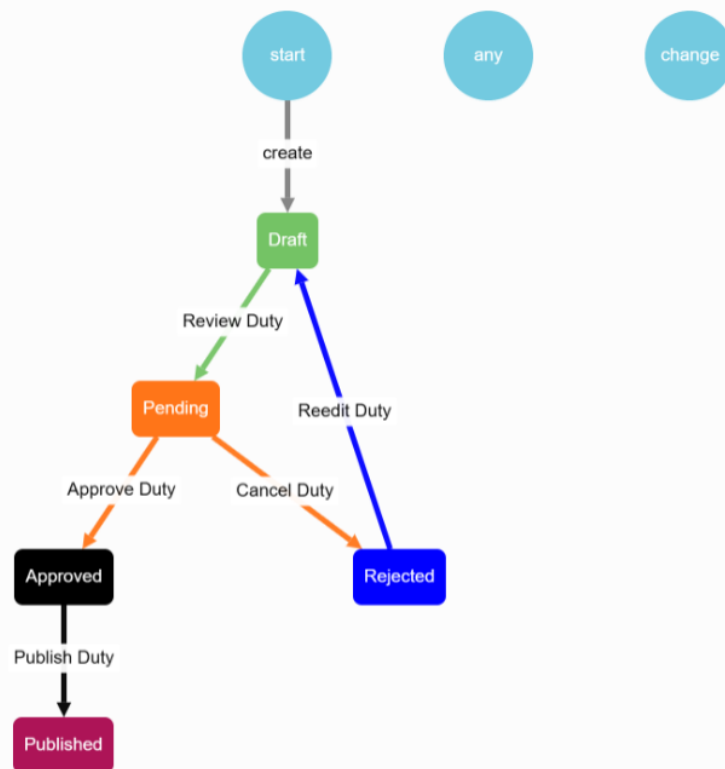 start
any
change
create
Draft
Review Duty
Pending
Reedit Duty
Approve Duty
Cancel Duty
Approved
Rejected
Publish Duty
Published